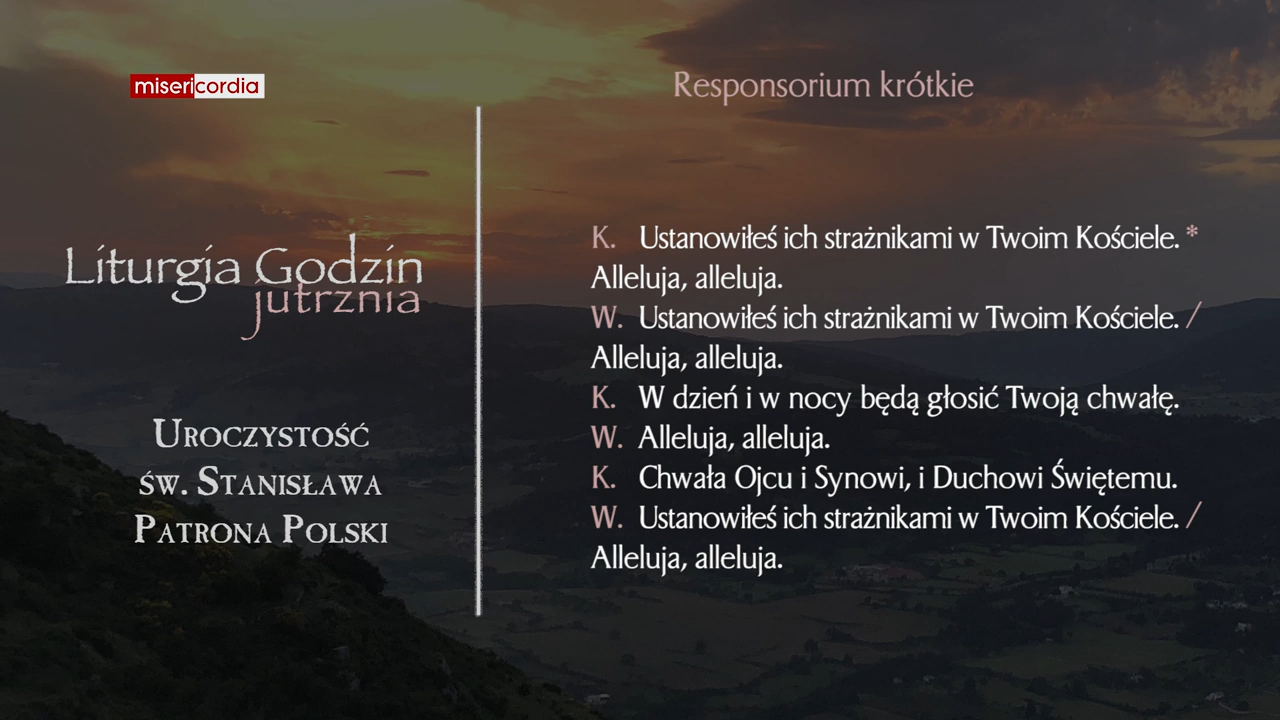 misericordia
Liturgia Godzin
jutrznia
Uroczystość
św. Stanisława
Patrona Polski
Responsorium krótkie
K. Ustanowiłeś ich strażnikami w Twoim Kościele. *
Alleluja, alleluja.
W. Ustanowiłeś ich strażnikami w Twoim Kościele. /
Alleluja, alleluja.
K. W dzień i w nocy będą głosić Twoją chwałę.
W. Alleluja, alleluja.
K. Chwała Ojcu i Synowi, i Duchowi Świętemu.
W. Ustanowiłeś ich strażnikami w Twoim Kościele. /
Alleluja, alleluja.